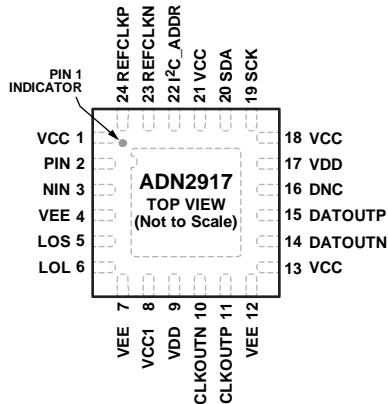 24 REFCLKP
23 REFCLKN
22 I²C_ADDR
21 VCC
20 SDA
19 SCK
PIN 1
INDICATOR
VCC 1
PIN 2
NIN 3
VEE 4
LOS 5
LOL 6
ADN2917
TOP VIEW
(Not to Scale)
18 VCC
17 VDD
16 DNC
15 DATOUTP
14 DATOUTN
13 VCC
VEE 7
VCC1 8
VDD 9
CLKOUTN 10
CLKOUTP 11
VEE 12